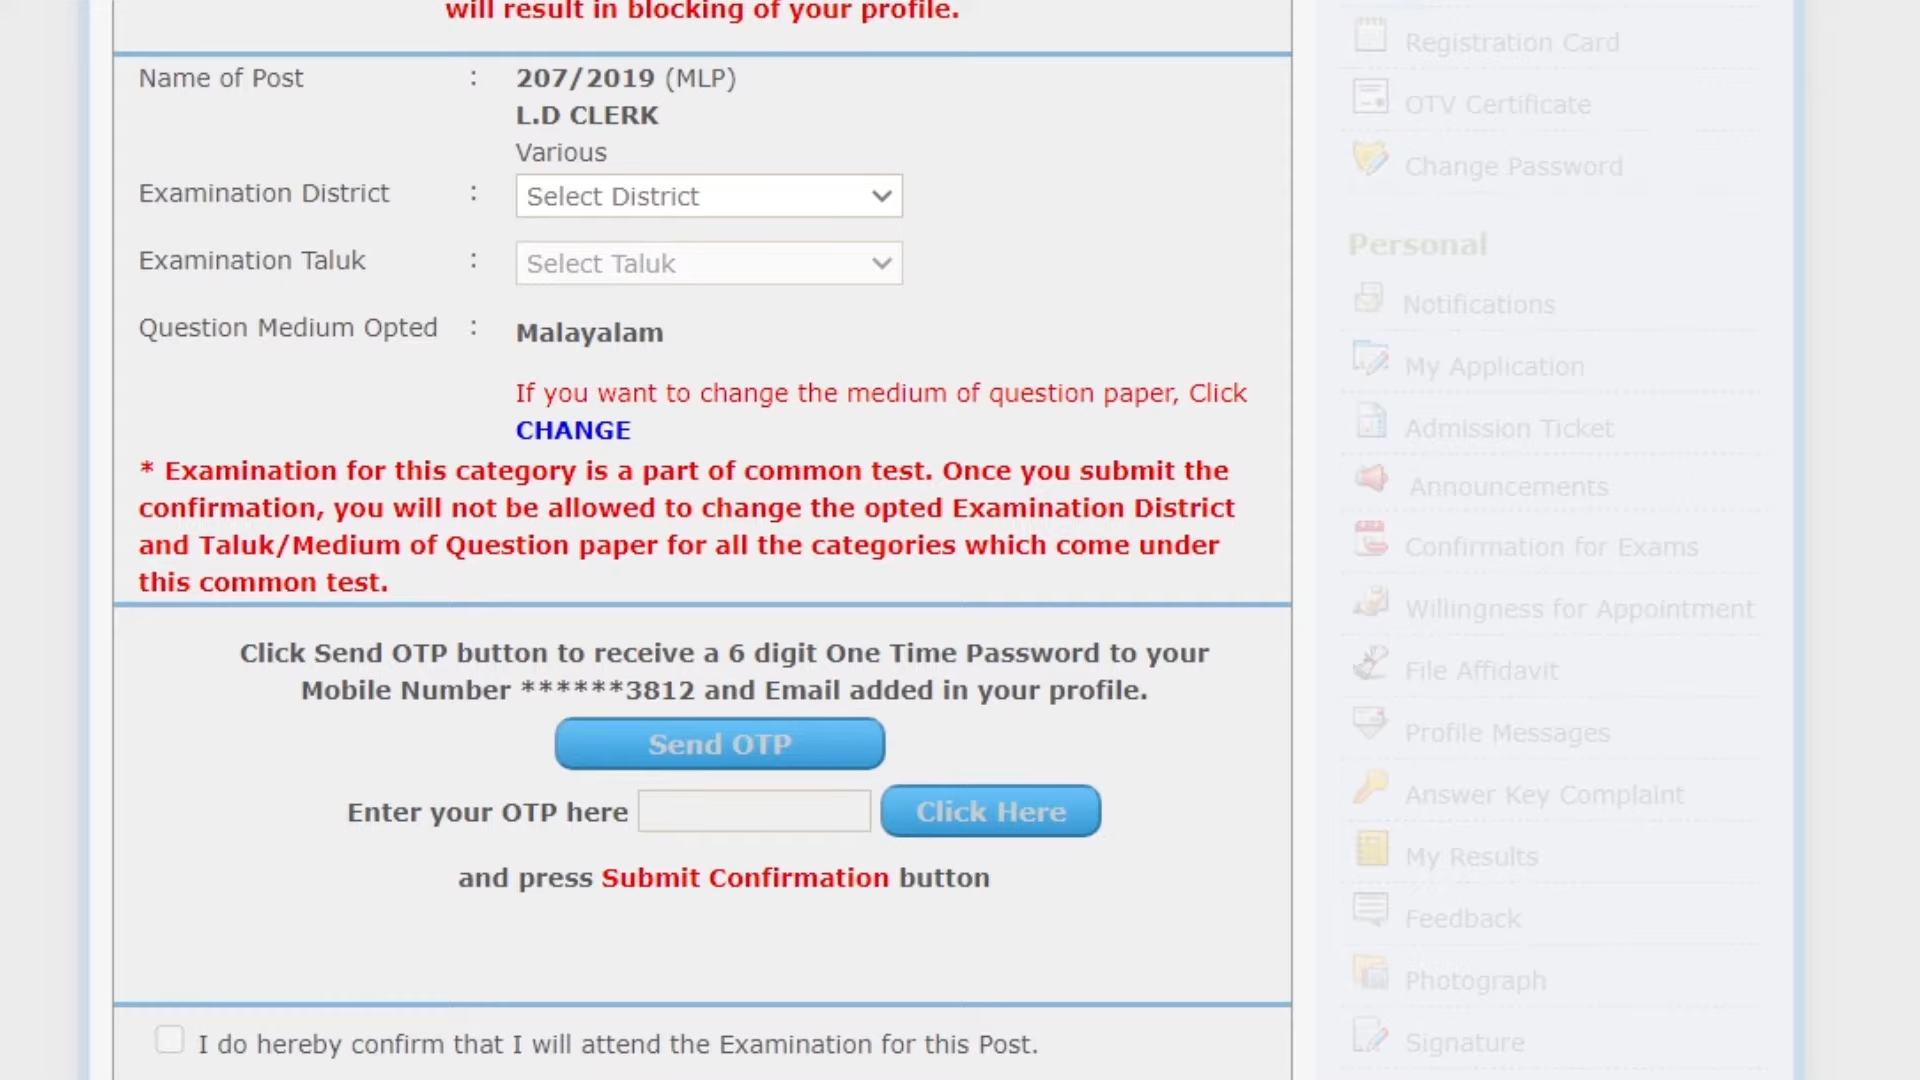 will result in blocking of your profile.
Name of Post : 207/2019 (MLP)
L.D CLERK
Various
Examination District : Select District
Examination Taluk : Select Taluk
Question Medium Opted : Malayalam
If you want to change the medium of question paper, Click
CHANGE
* Examination for this category is a part of common test. Once you submit the
confirmation, you will not be allowed to change the opted Examination District
and Taluk/Medium of Question paper for all the categories which come under
this common test.
Click Send OTP button to receive a 6 digit One Time Password to your
Mobile Number ******3812 and Email added in your profile.
Send OTP
Enter your OTP here Click Here
and press Submit Confirmation button
I do hereby confirm that I will attend the Examination for this Post.
Registration Card
OTV Certificate
Change Password
Personal
Notifications
My Application
Admission Ticket
Announcements
Confirmation for Exams
Willingness for Appointment
File Affidavit
Profile Messages
Answer Key Complaint
My Results
Feedback
Photograph
Signature